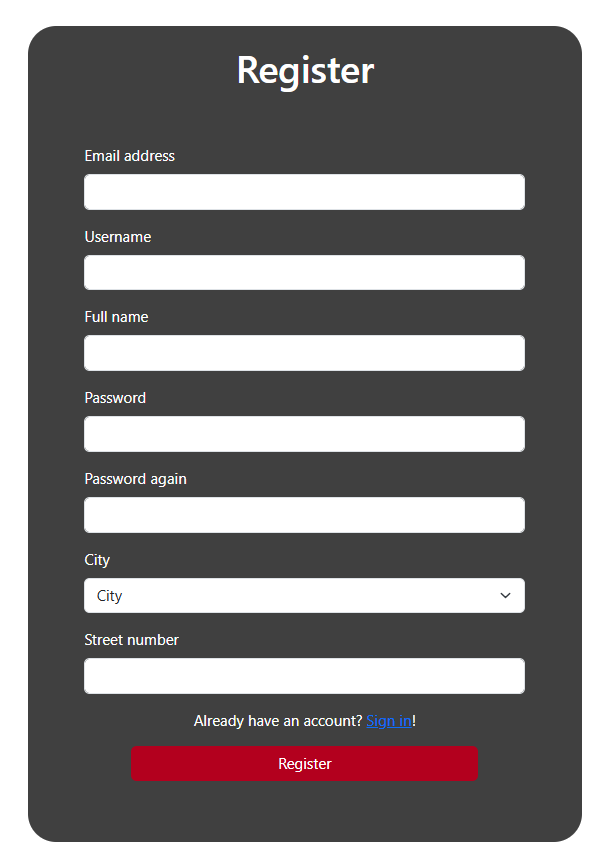 Register
Email address
Username
Full name
Password
Password again
City
City
Street number
Already have an account? Sign in!
Register